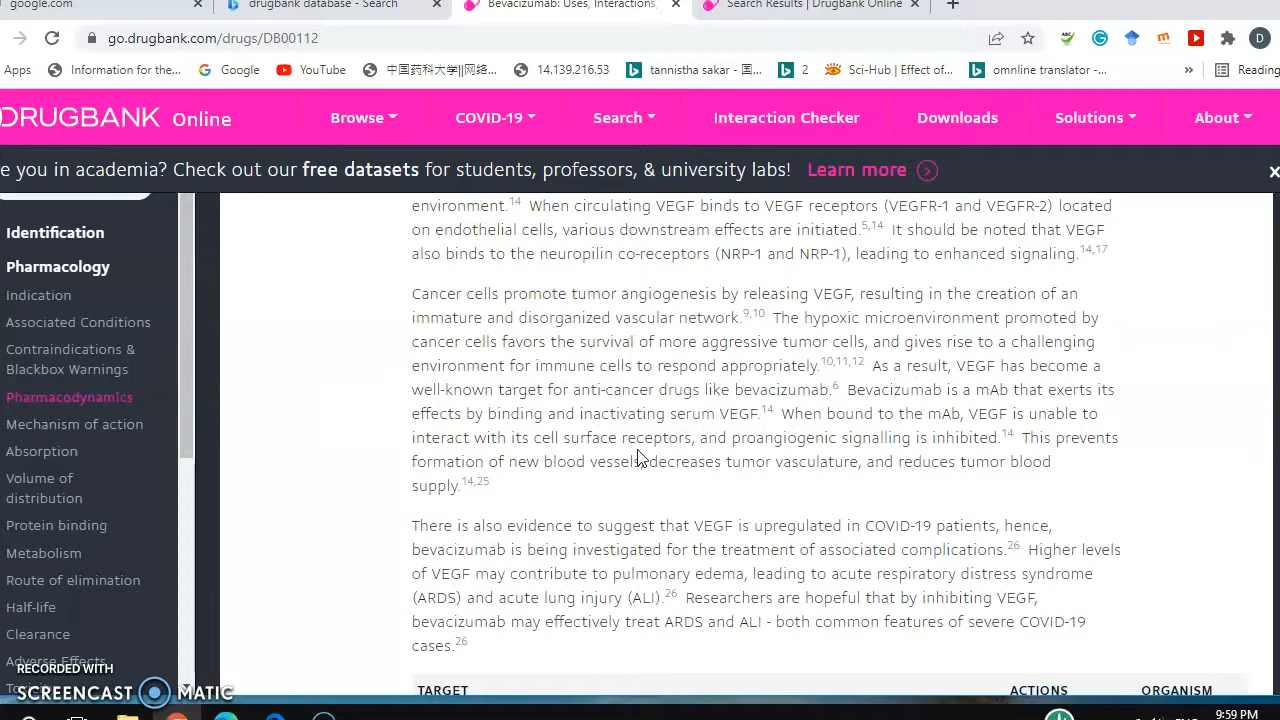 google.com
drugbank database - Search
Bevacizumab: Uses, Interactions,
Search Results | DrugBank Online
go.drugbank.com/drugs/DB00112
D
Apps
Information for the...
Google
YouTube
中国药科大学||网络...
14.139.216.53
tannistha sakar - 国...
2
Sci-Hub | Effect of...
omnline translator -...
»
Reading
DRUGBANK Online
Browse
COVID-19
Search
Interaction Checker
Downloads
Solutions
About
e you in academia? Check out our free datasets for students, professors, & university labs! Learn more
Identification
Pharmacology
Indication
Associated Conditions
Contraindications &
Blackbox Warnings
Pharmacodynamics
Mechanism of action
Absorption
Volume of
distribution
Protein binding
Metabolism
Route of elimination
Half-life
Clearance
Adverse Effects
environment.14 When circulating VEGF binds to VEGF receptors (VEGFR-1 and VEGFR-2) located
on endothelial cells, various downstream effects are initiated.5,14 It should be noted that VEGF
also binds to the neuropilin co-receptors (NRP-1 and NRP-1), leading to enhanced signaling.14,17
Cancer cells promote tumor angiogenesis by releasing VEGF, resulting in the creation of an
immature and disorganized vascular network.9,10 The hypoxic microenvironment promoted by
cancer cells favors the survival of more aggressive tumor cells, and gives rise to a challenging
environment for immune cells to respond appropriately.10,11,12 As a result, VEGF has become a
well-known target for anti-cancer drugs like bevacizumab.6 Bevacizumab is a mAb that exerts its
effects by binding and inactivating serum VEGF.14 When bound to the mAb, VEGF is unable to
interact with its cell surface receptors, and proangiogenic signalling is inhibited.14 This prevents
formation of new blood vessels, decreases tumor vasculature, and reduces tumor blood
supply.14,25
There is also evidence to suggest that VEGF is upregulated in COVID-19 patients, hence,
bevacizumab is being investigated for the treatment of associated complications.26 Higher levels
of VEGF may contribute to pulmonary edema, leading to acute respiratory distress syndrome
(ARDS) and acute lung injury (ALI).26 Researchers are hopeful that by inhibiting VEGF,
bevacizumab may effectively treat ARDS and ALI - both common features of severe COVID-19
cases.26
TARGET
ACTIONS
ORGANISM
RECORDED WITH
SCREENCAST MATIC
9:59 PM